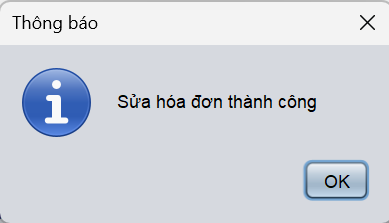 Thông báo
Sửa hóa đơn thành công
OK